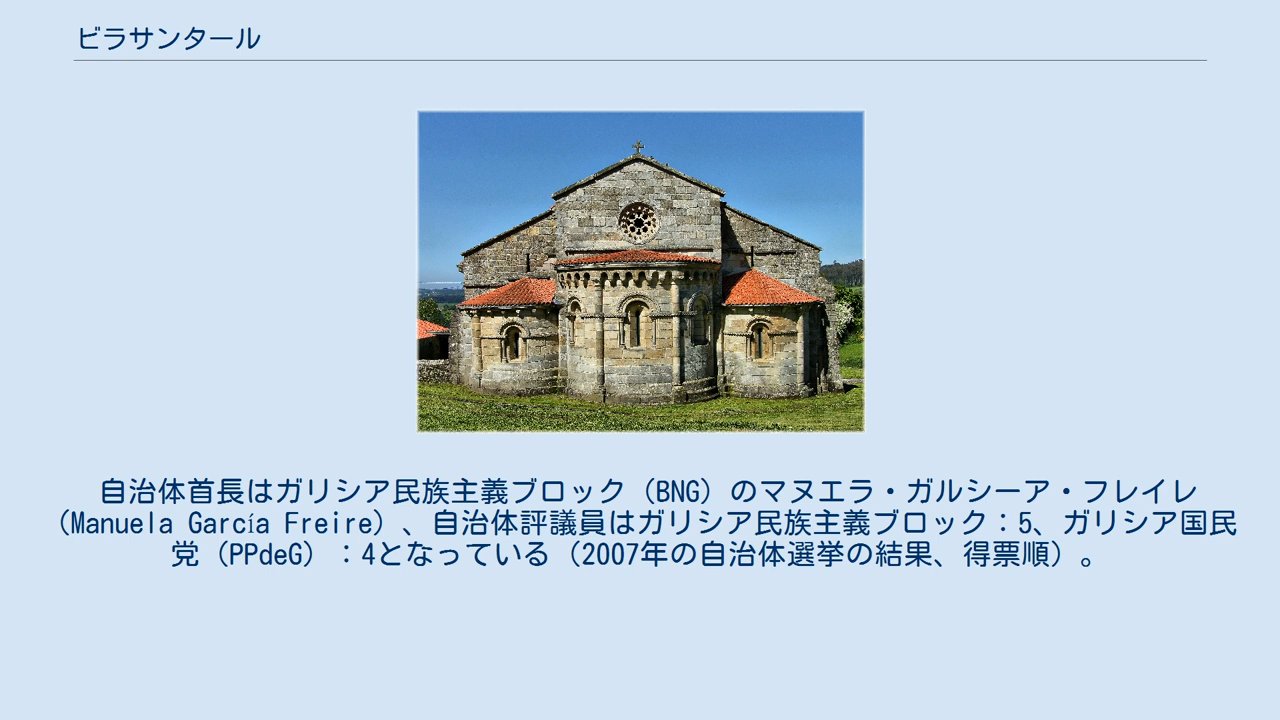 ビラサンタール
自治体首長はガリシア民族主義ブロック（BNG）のマヌエラ・ガルシーア・フレイレ
（Manuela García Freire）、自治体評議員はガリシア民族主義ブロック：5、ガリシア国民
党（PPdeG）：4となっている（2007年の自治体選挙の結果、得票順）。